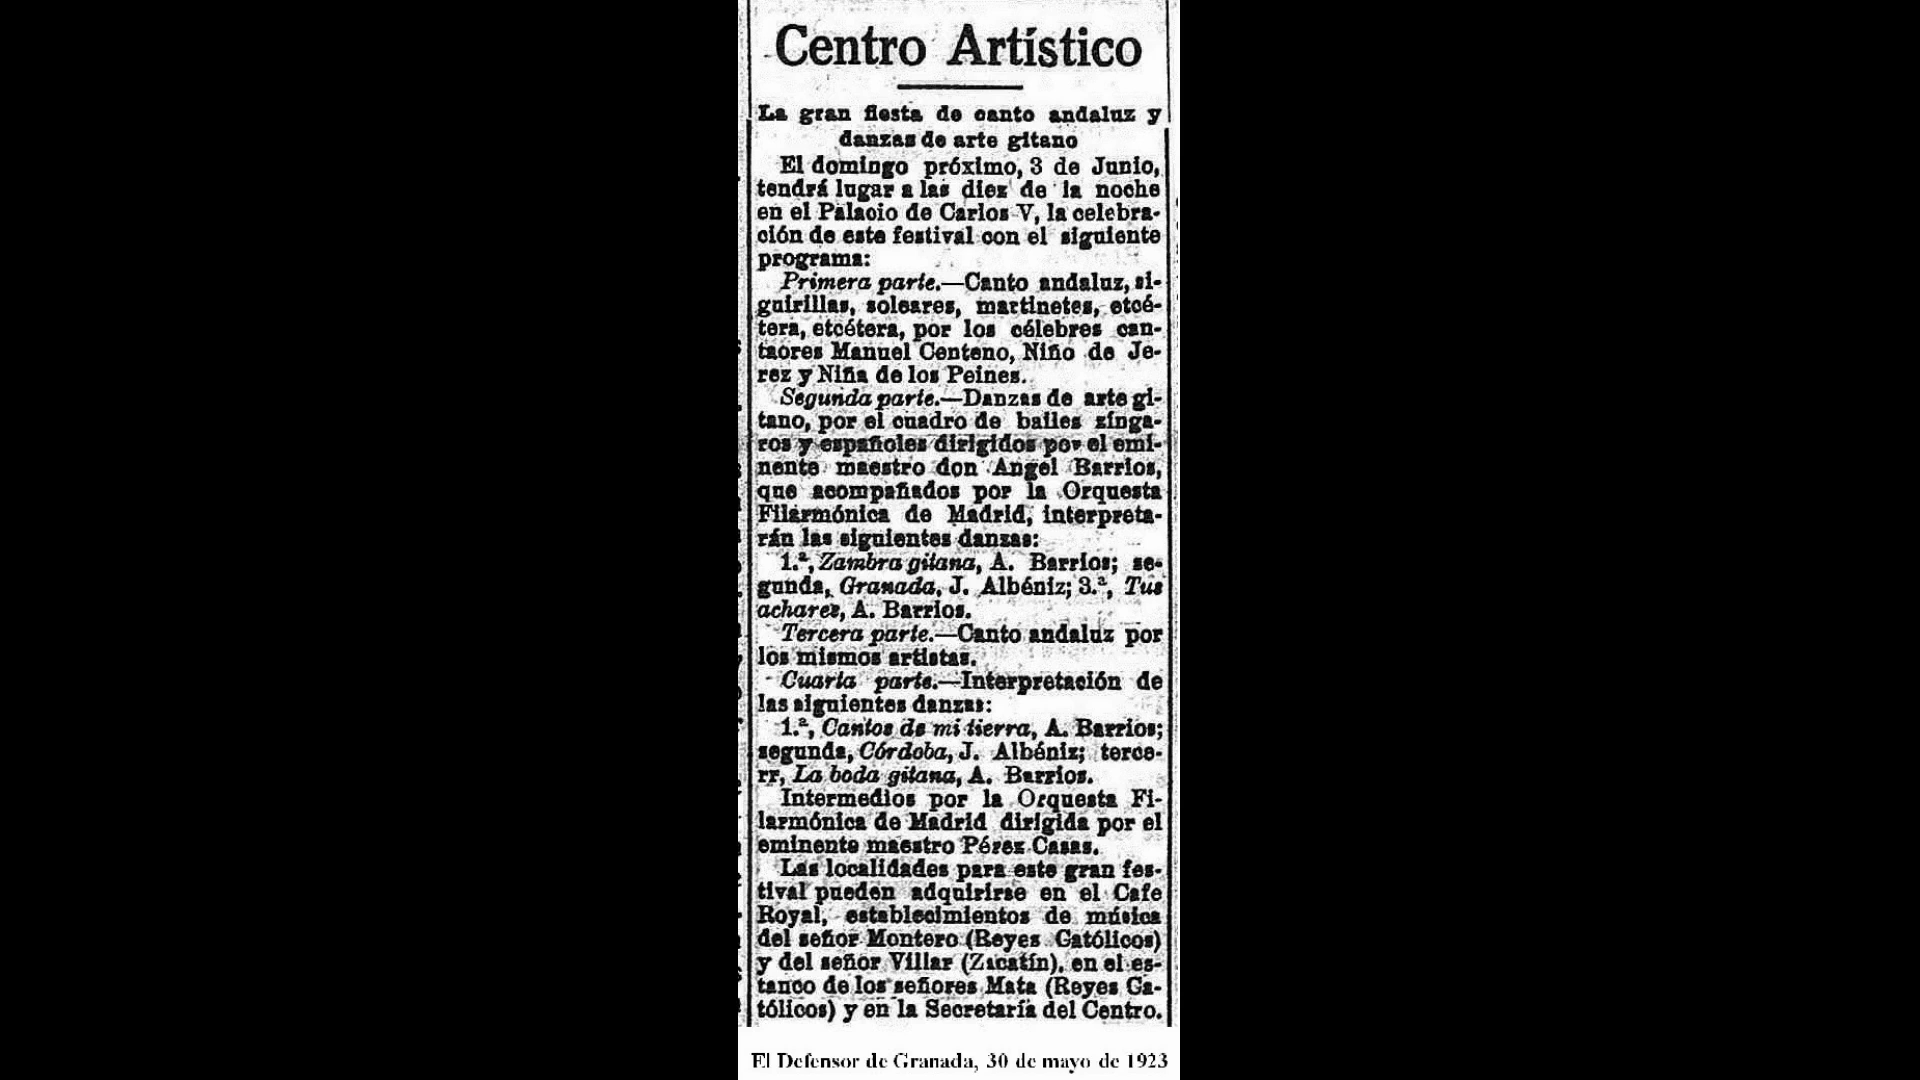 Centro Artístico
La gran fiesta de canto andaluz y
danzas de arte gitano
El domingo próximo, 3 de Junio,
tendrá lugar a las diez de la noche
en el Palacio de Carlos V, la celebra-
ción de este festival con el siguiente
programa:
Primera parte.—Canto andaluz, si-
guirillas, soleares, martinetes, etcé-
tera, etcétera, por los célebres can-
taores Manuel Centeno, Niño de Je-
rez y Niña de los Peines.
Segunda parte.—Danzas de arte gi-
tano, por el cuadro de bailes zínga-
ros y españoles dirigidos por el emi-
nente maestro don Angel Barrios,
que acompañados por la Orquesta
Filarmónica de Madrid, interpreta-
rán las siguientes danzas:
1.ª, Zambra gitana, A. Barrios; se-
gunda, Granada, J. Albéniz; 3.ª, Tus
achares, A. Barrios.
Tercera parte.—Canto andaluz por
los mismos artistas.
Cuarta parte.—Interpretación de
las siguientes danzas:
1.ª, Cantos de mi tierra, A. Barrios;
segunda, Córdoba, J. Albéniz; terce-
rr, La boda gitana, A. Barrios.
Intermedios por la Orquesta Fi-
larmónica de Madrid dirigida por el
eminente maestro Pérez Casas.
Las localidades para este gran fes-
tival pueden adquirirse en el Cafe
Royal, establecimientos de música
del señor Montero (Reyes Católicos)
y del señor Villar (Zacatín), en el es-
tanco de los señores Mata (Reyes Ca-
tólicos) y en la Secretaría del Centro.
El Defensor de Granada, 30 de mayo de 1923